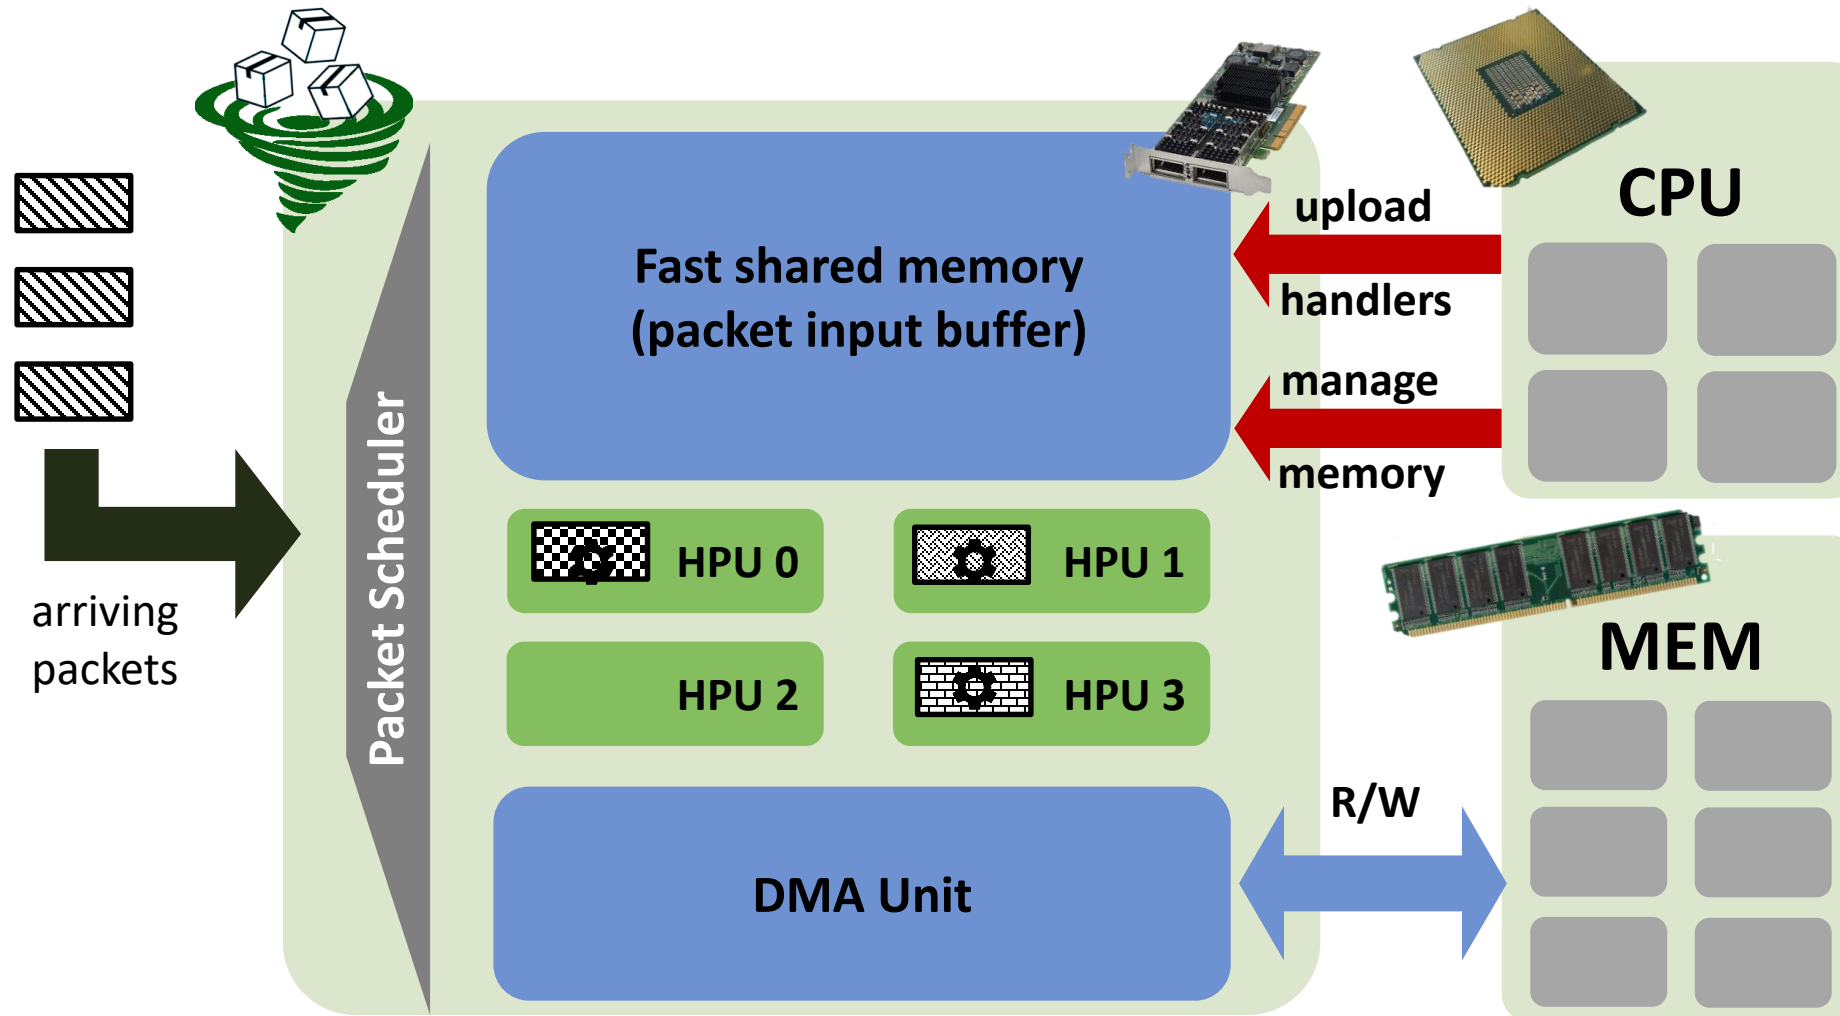 CPU
upload
handlers
Fast shared memory
(packet input buffer)
manage
memory
Packet Scheduler
HPU 0
HPU 1
arriving
packets
MEM
HPU 2
HPU 3
R/W
DMA Unit